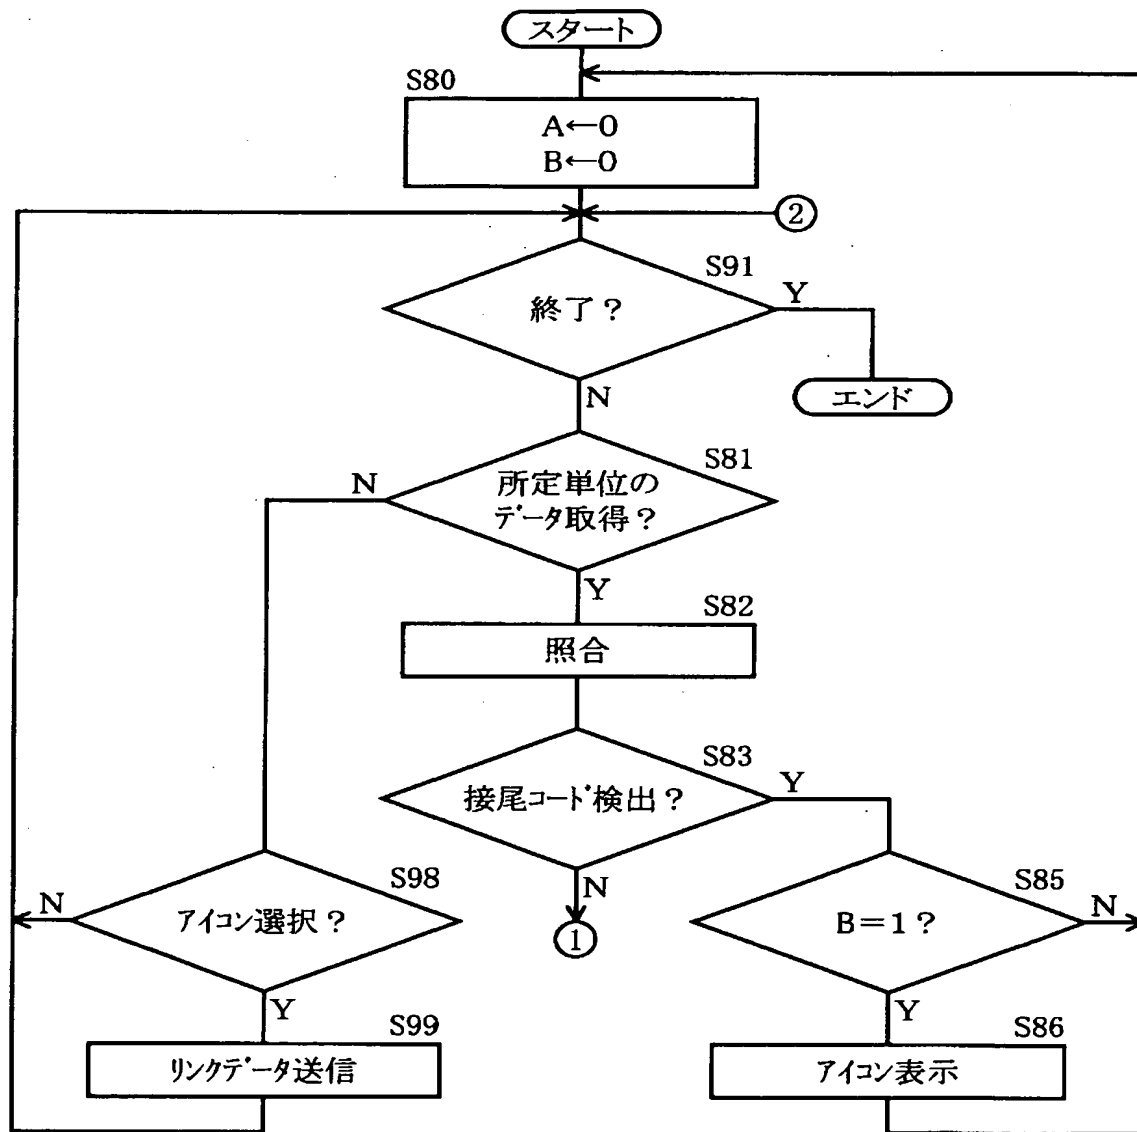 スタート
S80
A←0
B←0
②
S91
終了？
Y
N
エンド
S81
所定単位の
データ取得？
N
Y
S82
照合
S83
接尾コード検出？
Y
N
①
S98
アイコン選択？
N
Y
S85
B＝1？
N
Y
S99
リンクデータ送信
S86
アイコン表示